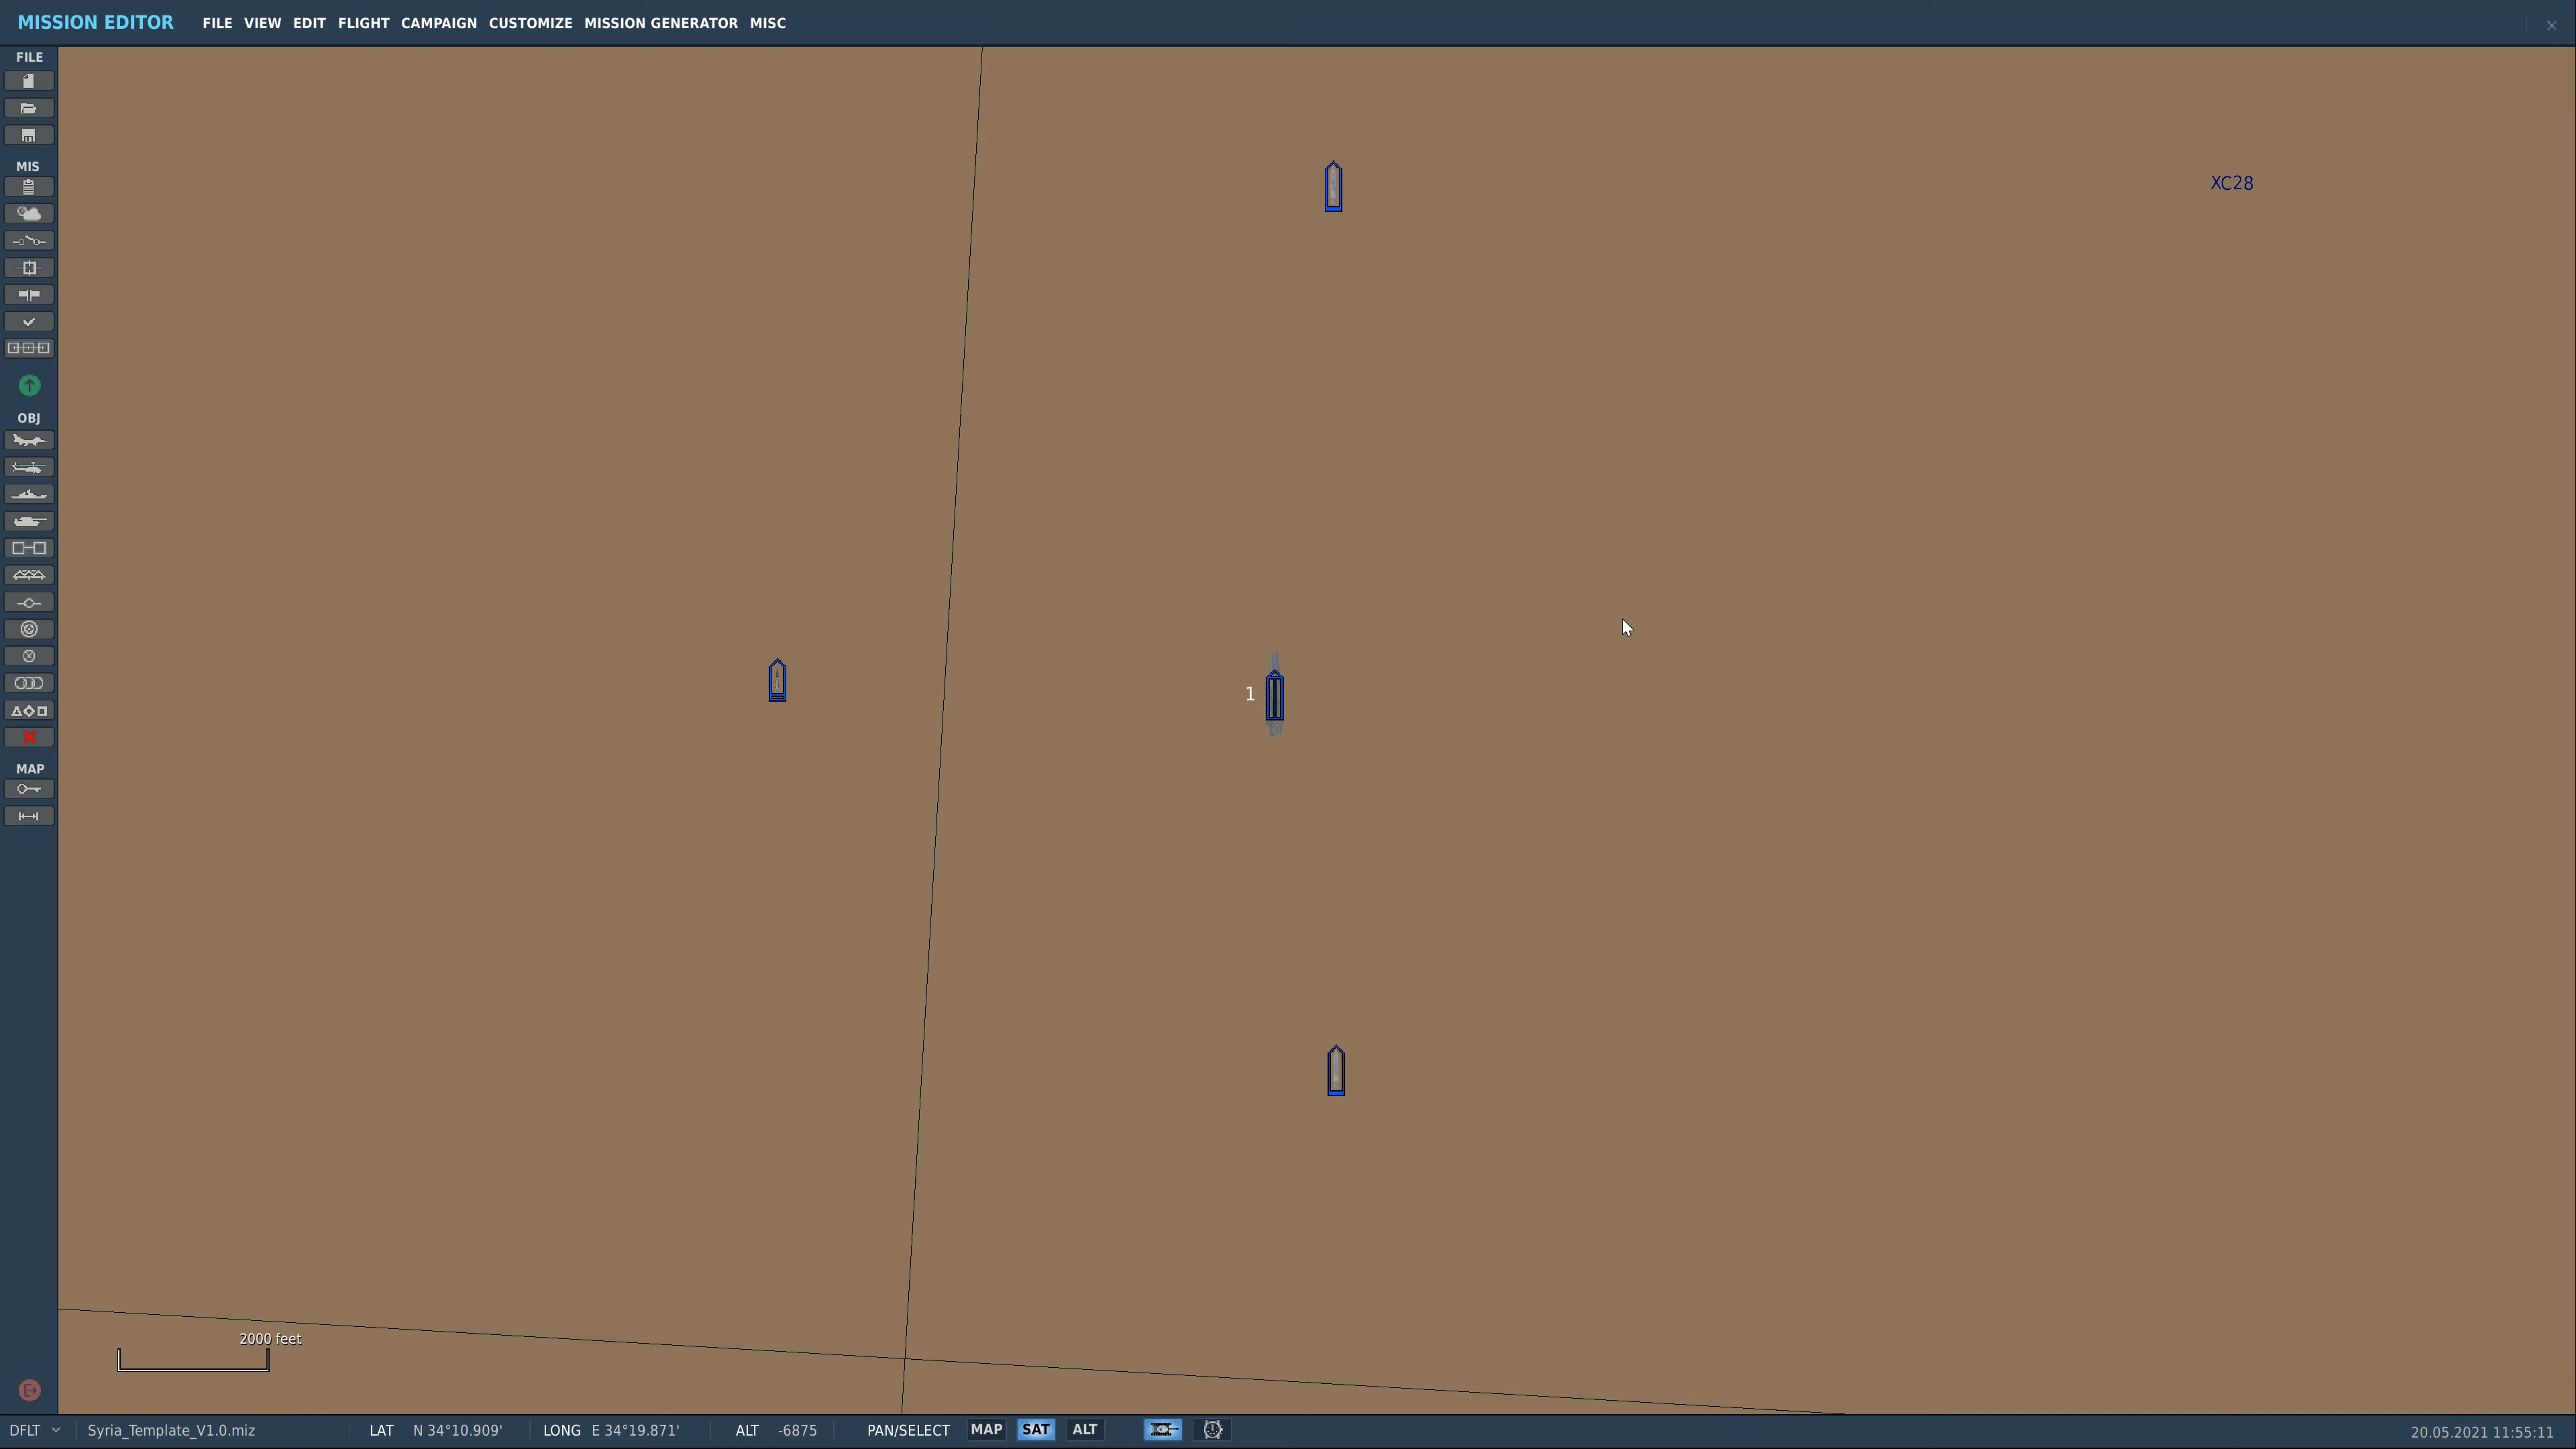 MISSION EDITOR FILE VIEW EDIT FLIGHT CAMPAIGN CUSTOMIZE MISSION GENERATOR MISC
FILE
MIS
OBJ
MAP
XC28
1
2000 feet
DFLT Syria_Template_V1.0.miz LAT N 34°10.909' LONG E 34°19.871' ALT -6875 PAN/SELECT MAP SAT ALT 20.05.2021 11:55:11